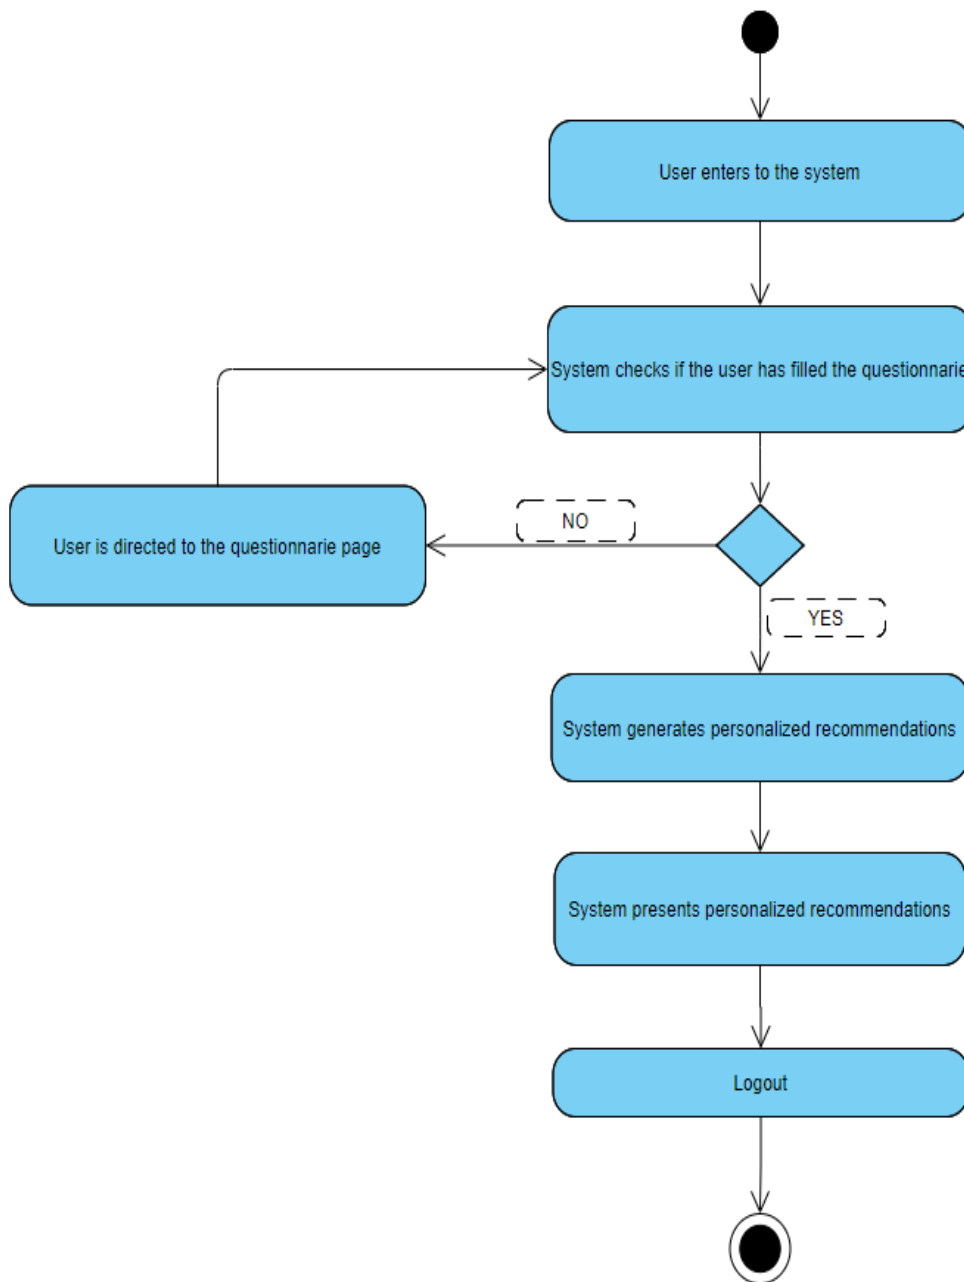 User enters to the system
System checks if the user has filled the questionnarie
NO
User is directed to the questionnarie page
YES
System generates personalized recommendations
System presents personalized recommendations
Logout